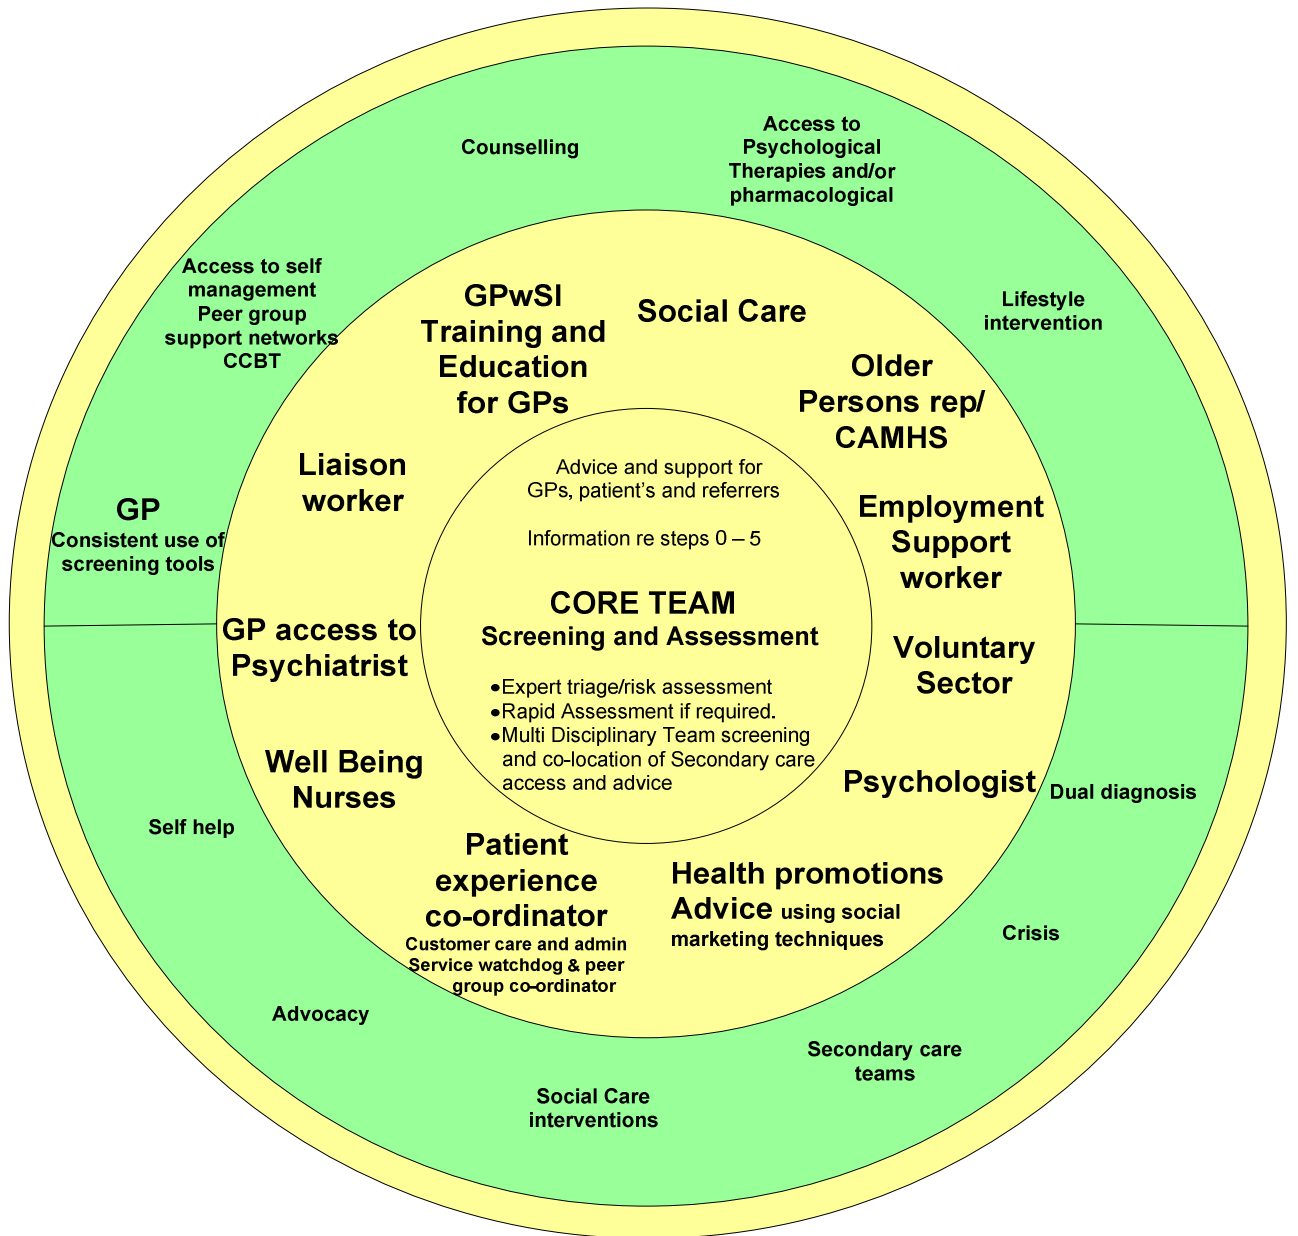 Counselling
Access to
Psychological
Therapies and/or
pharmacological
Access to self
management
Peer group
support networks
CCBT
Lifestyle
intervention
GP
Consistent use of
screening tools
GPwSI
Training and
Education
for GPs
Social Care
Older
Persons rep/
CAMHS
Liaison
worker
Employment
Support
worker
GP access to
Psychiatrist
Voluntary
Sector
Well Being
Nurses
Psychologist
Patient
experience
co-ordinator
Customer care and admin
Service watchdog & peer
group co-ordinator
Health promotions
Advice using social
marketing techniques
Advice and support for
GPs, patient's and referrers
Information re steps 0 – 5
CORE TEAM
Screening and Assessment
•Expert triage/risk assessment
•Rapid Assessment if required.
•Multi Disciplinary Team screening
and co-location of Secondary care
access and advice
Self help
Dual diagnosis
Crisis
Advocacy
Secondary care
teams
Social Care
interventions